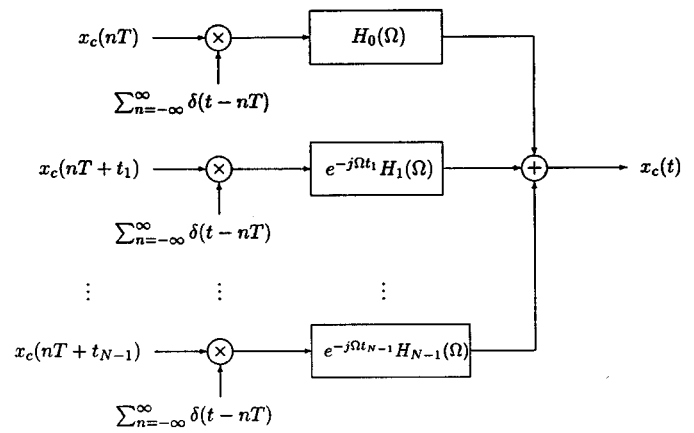 x_c(nT) × H_0(Ω)
∑_{n=-∞}^{∞} δ(t − nT)
x_c(nT + t_1) × e^{-jΩt_1} H_1(Ω) + x_c(t)
∑_{n=-∞}^{∞} δ(t − nT)
⋮ ⋮ ⋮
x_c(nT + t_{N-1}) × e^{-jΩt_{N-1}} H_{N-1}(Ω)
∑_{n=-∞}^{∞} δ(t − nT)